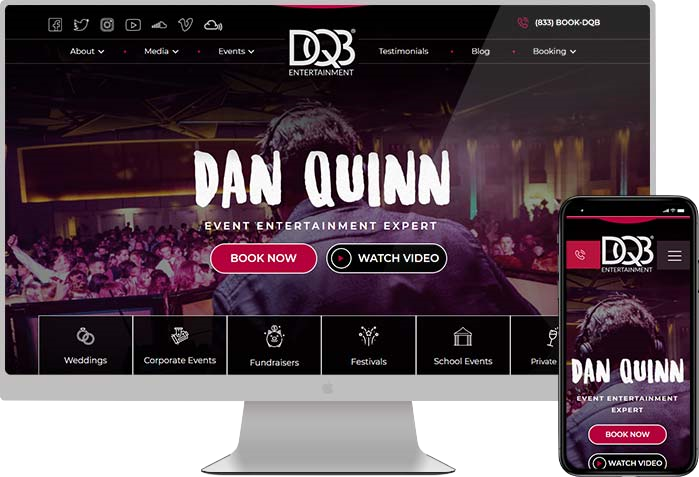 (833) BOOK-DQB
About Media Events DQB® Testimonials Blog Booking
ENTERTAINMENT
DAN QUINN
EVENT ENTERTAINMENT EXPERT
BOOK NOW WATCH VIDEO
Weddings Corporate Events Fundraisers Festivals School Events Private
DQB®
ENTERTAINMENT
DAN QUINN
EVENT ENTERTAINMENT
EXPERT
BOOK NOW
WATCH VIDEO